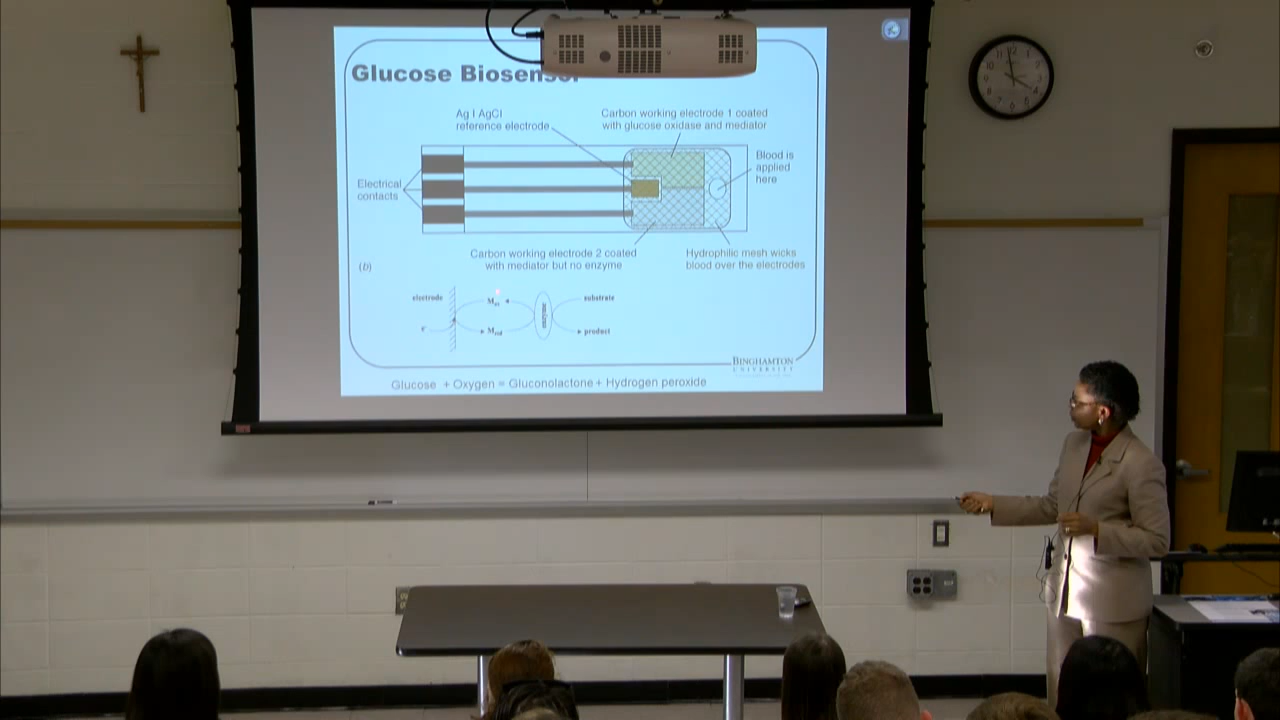 Glucose Biosensor
Ag | AgCl
reference electrode
Carbon working electrode 1 coated
with glucose oxidase and mediator
Blood is
applied
here
Electrical
contacts
Carbon working electrode 2 coated
with mediator but no enzyme
Hydrophilic mesh wicks
blood over the electrodes
(b)
electrode
substrate
product
BINGHAMTON
UNIVERSITY
Glucose + Oxygen = Gluconolactone + Hydrogen peroxide